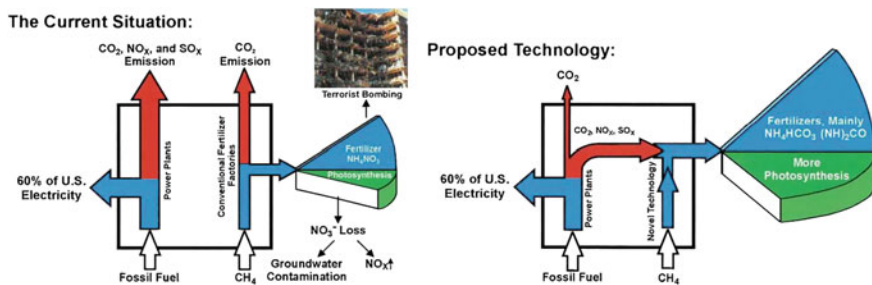 The Current Situation:
CO₂, NOₓ, and SOₓ
Emission
CO₂
Emission
Terrorist Bombing
Power Plants
Conventional Fertilizer
Factories
Fertilizer
NH₄NO₃
Photosynthesis
60% of U.S.
Electricity
NO₃⁻ Loss
Groundwater
Contamination
NOx↑
Fossil Fuel
CH₄
Proposed Technology:
CO₂
CO₂, NOₓ, SOₓ
Fertilizers, Mainly
NH₄HCO₃ (NH)₂CO
More
Photosynthesis
60% of U.S.
Electricity
Power Plants
Novel Technology
Fossil Fuel
CH₄